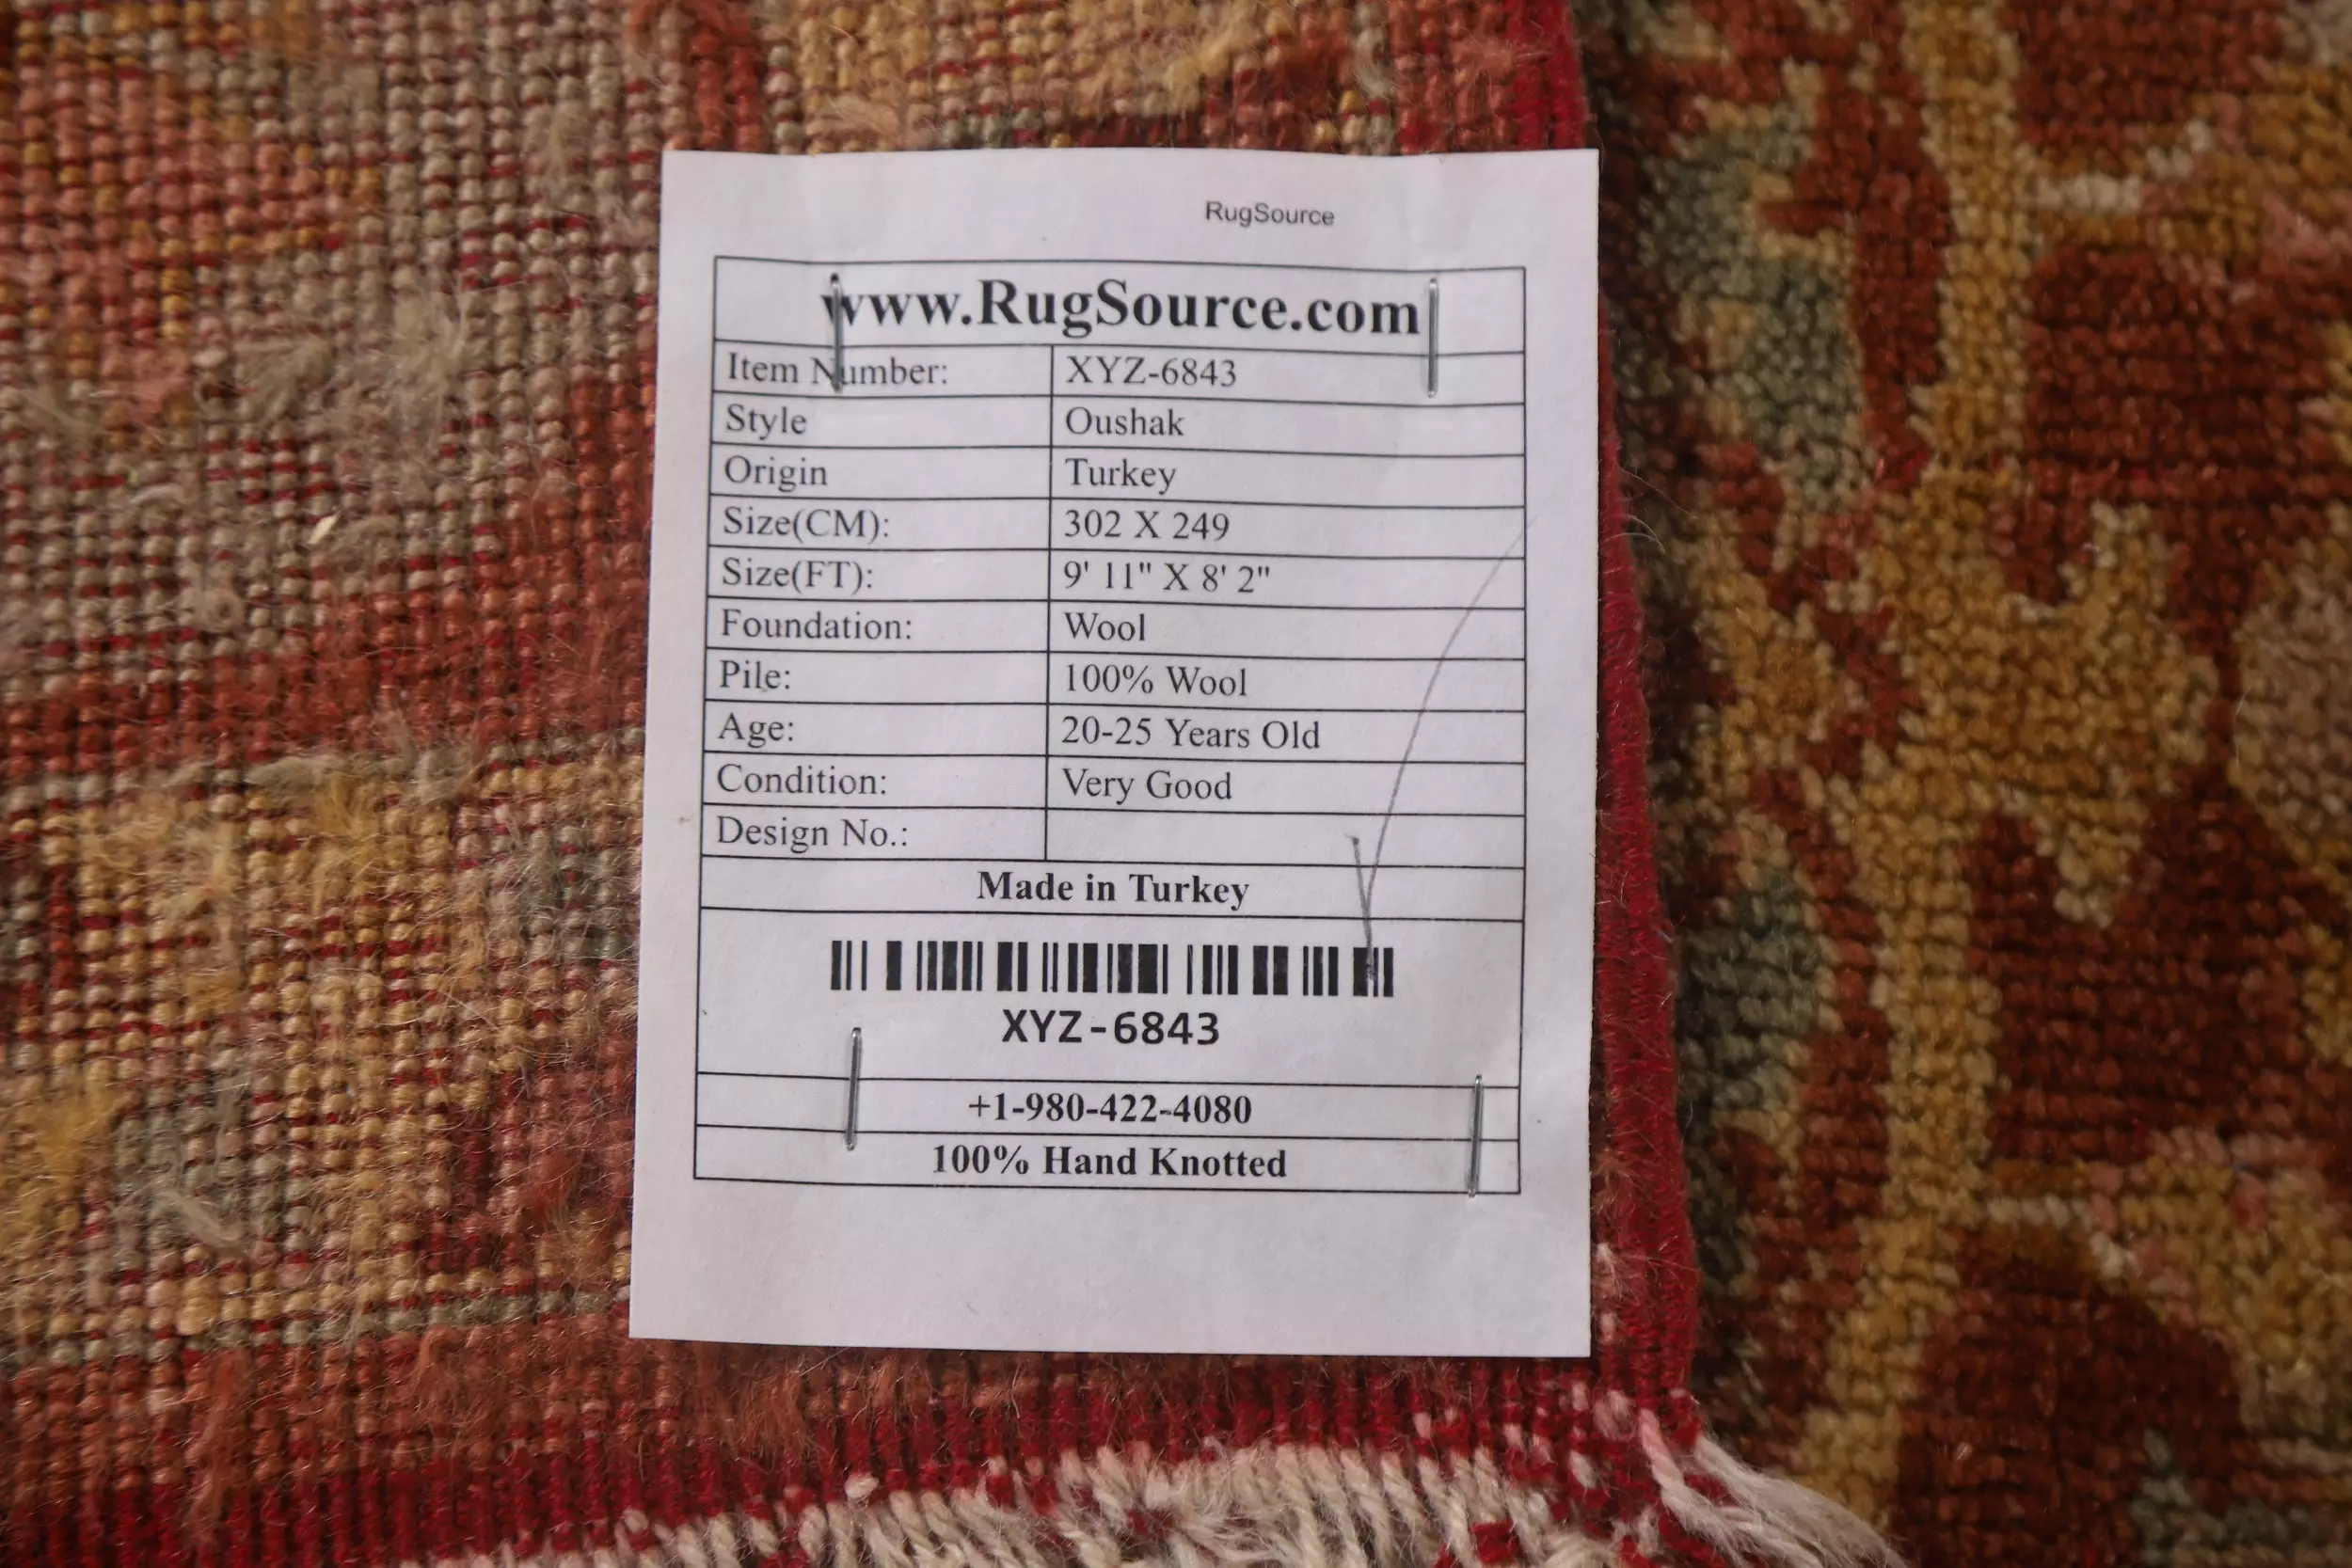 RugSource
www.RugSource.com
Item Number: XYZ-6843
Style Oushak
Origin Turkey
Size(CM): 302 X 249
Size(FT): 9' 11" X 8' 2"
Foundation: Wool
Pile: 100% Wool
Age: 20-25 Years Old
Condition: Very Good
Design No.:
Made in Turkey
XYZ-6843
+1-980-422-4080
100% Hand Knotted